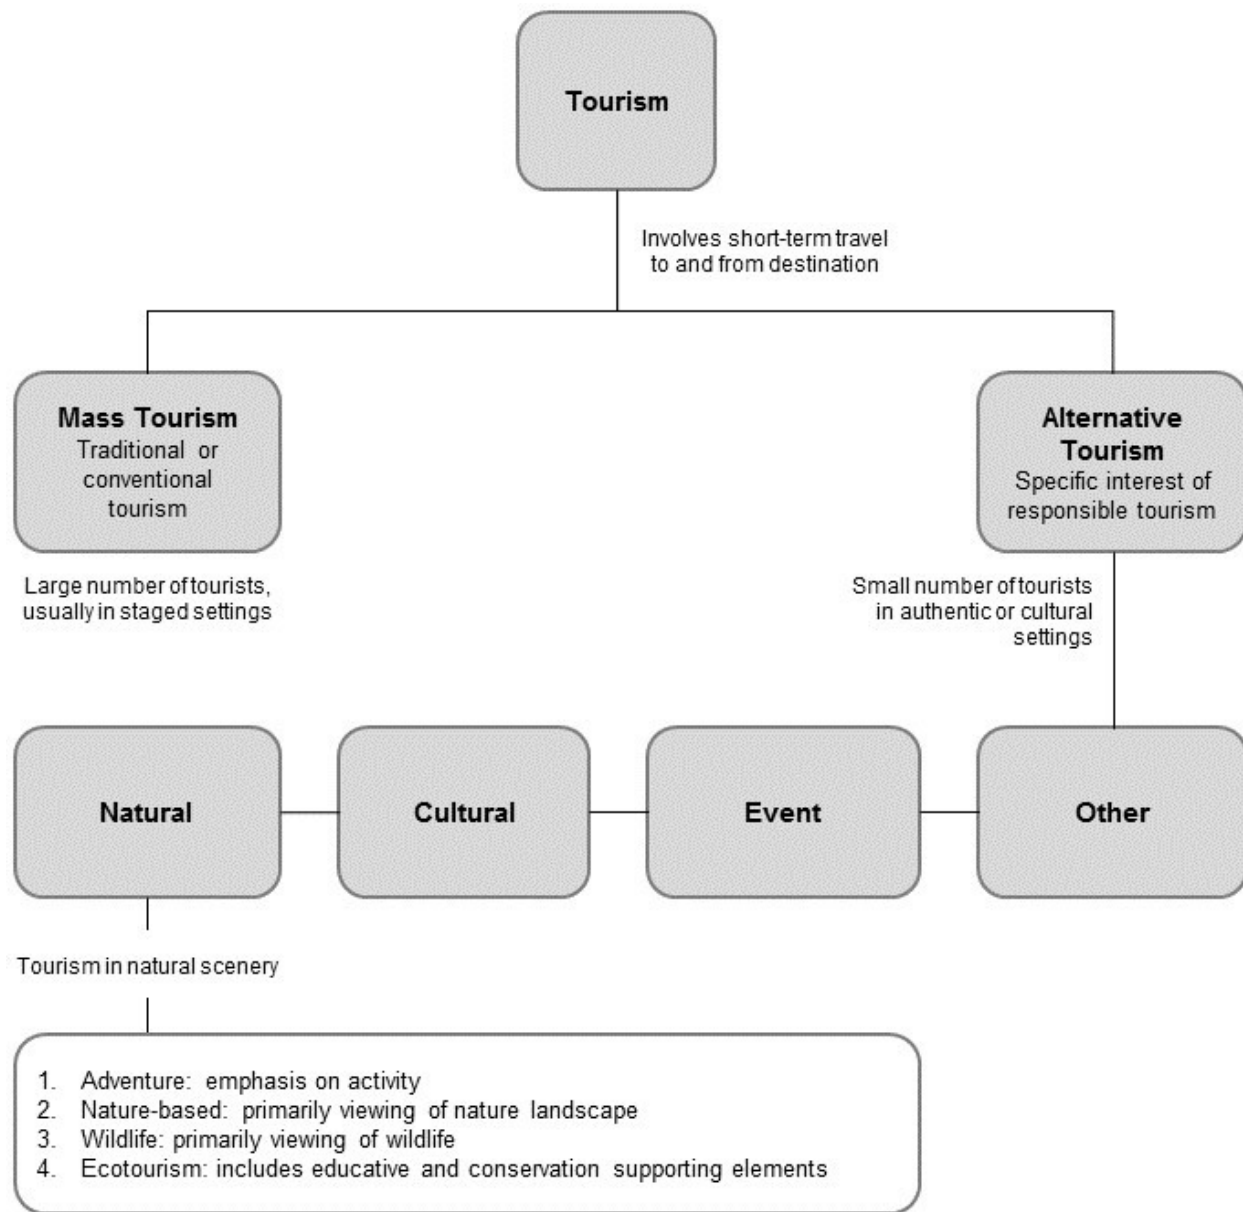 Tourism
Involves short-term travel
to and from destination
Mass Tourism
Traditional or
conventional
tourism
Alternative
Tourism
Specific interest of
responsible tourism
Large number of tourists,
usually in staged settings
Small number of tourists
in authentic or cultural
settings
Natural
Cultural
Event
Other
Tourism in natural scenery
1. Adventure: emphasis on activity
2. Nature-based: primarily viewing of nature landscape
3. Wildlife: primarily viewing of wildlife
4. Ecotourism: includes educative and conservation supporting elements